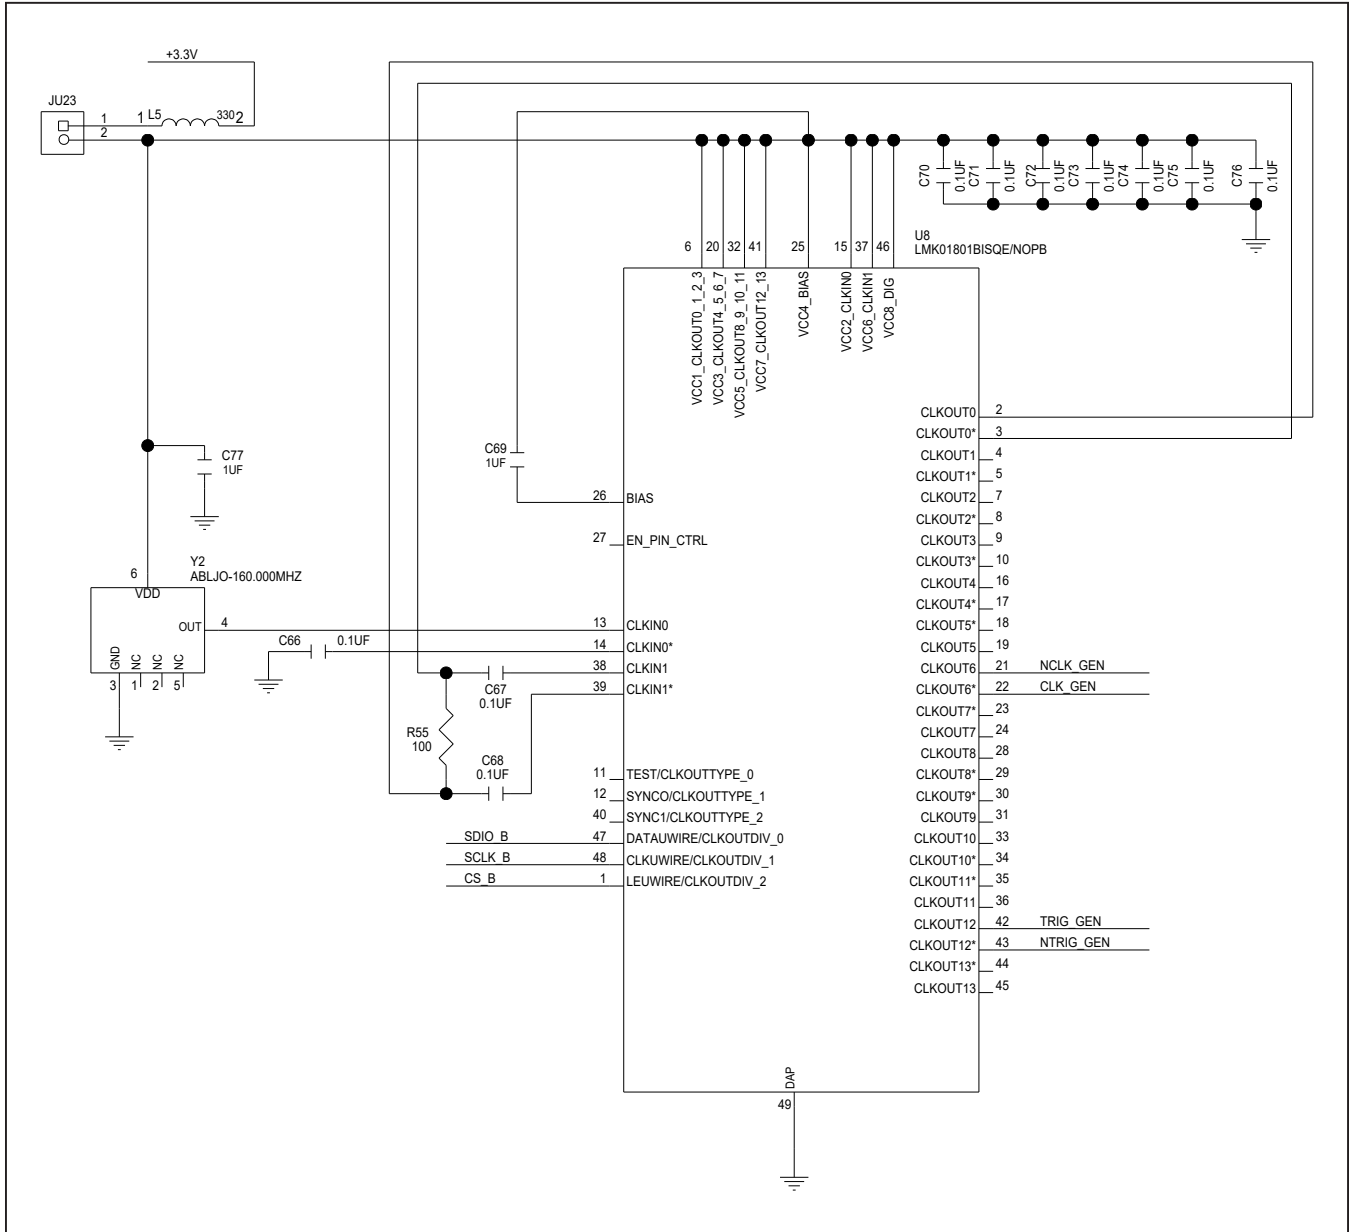 +3.3V
JU23
1
2
1 L5 330 2
C70 0.1UF
C71 0.1UF
C72 0.1UF
C73 0.1UF
C74 0.1UF
C75 0.1UF
C76 0.1UF
U8
LMK01801BISQE/NOPB
6 20 32 41 25 15 37 46
VCC1_CLKOUT0_1_2_3
VCC3_CLKOUT4_5_6_7
VCC5_CLKOUT8_9_10_11
VCC7_CLKOUT12_13
VCC4_BIAS
VCC2_CLKIN0
VCC6_CLKIN1
VCC8_DIG
C77
1UF
C69
1UF
Y2
ABLJO-160.000MHZ
6
VDD
OUT 4
GND NC NC NC
3 1 2 5
C66 0.1UF
C67
0.1UF
R55
100
C68
0.1UF
26 BIAS
27 EN_PIN_CTRL
13 CLKIN0
14 CLKIN0*
38 CLKIN1
39 CLKIN1*
11 TEST/CLKOUTTYPE_0
12 SYNCO/CLKOUTTYPE_1
40 SYNC1/CLKOUTTYPE_2
SDIO_B 47 DATAUWIRE/CLKOUTDIV_0
SCLK_B 48 CLKUWIRE/CLKOUTDIV_1
CS_B 1 LEUWIRE/CLKOUTDIV_2
CLKOUT0 2
CLKOUT0* 3
CLKOUT1 4
CLKOUT1* 5
CLKOUT2 7
CLKOUT2* 8
CLKOUT3 9
CLKOUT3* 10
CLKOUT4 16
CLKOUT4* 17
CLKOUT5* 18
CLKOUT5 19
CLKOUT6 21 NCLK_GEN
CLKOUT6* 22 CLK_GEN
CLKOUT7* 23
CLKOUT7 24
CLKOUT8 28
CLKOUT8* 29
CLKOUT9* 30
CLKOUT9 31
CLKOUT10 33
CLKOUT10* 34
CLKOUT11* 35
CLKOUT11 36
CLKOUT12 42 TRIG_GEN
CLKOUT12* 43 NTRIG_GEN
CLKOUT13* 44
CLKOUT13 45
DAP
49